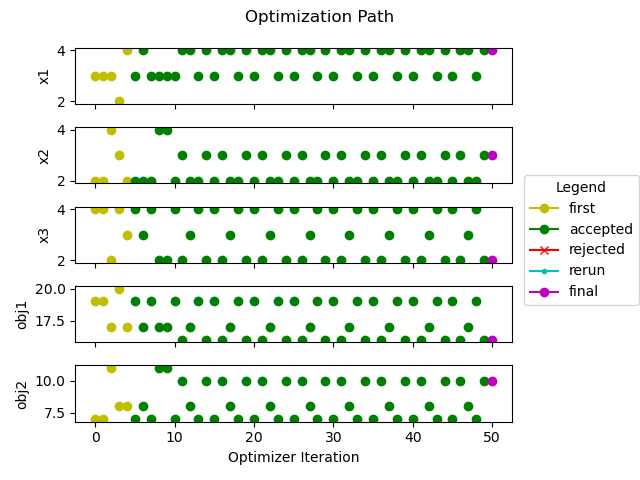 Optimization Path
x1
4
2
x2
4
2
x3
4
2
obj1
20.0
17.5
obj2
10.0
7.5
0 10 20 30 40 50
Optimizer Iteration
Legend
first
accepted
rejected
rerun
final